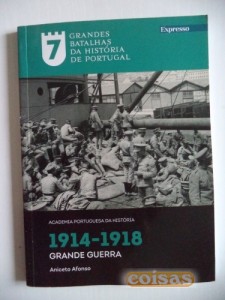 7
GRANDES
BATALHAS
DA HISTÓRIA
DE PORTUGAL
Expresso
ACADEMIA PORTUGUESA DA HISTÓRIA
1914-1918
GRANDE GUERRA
Aniceto Afonso
coisas